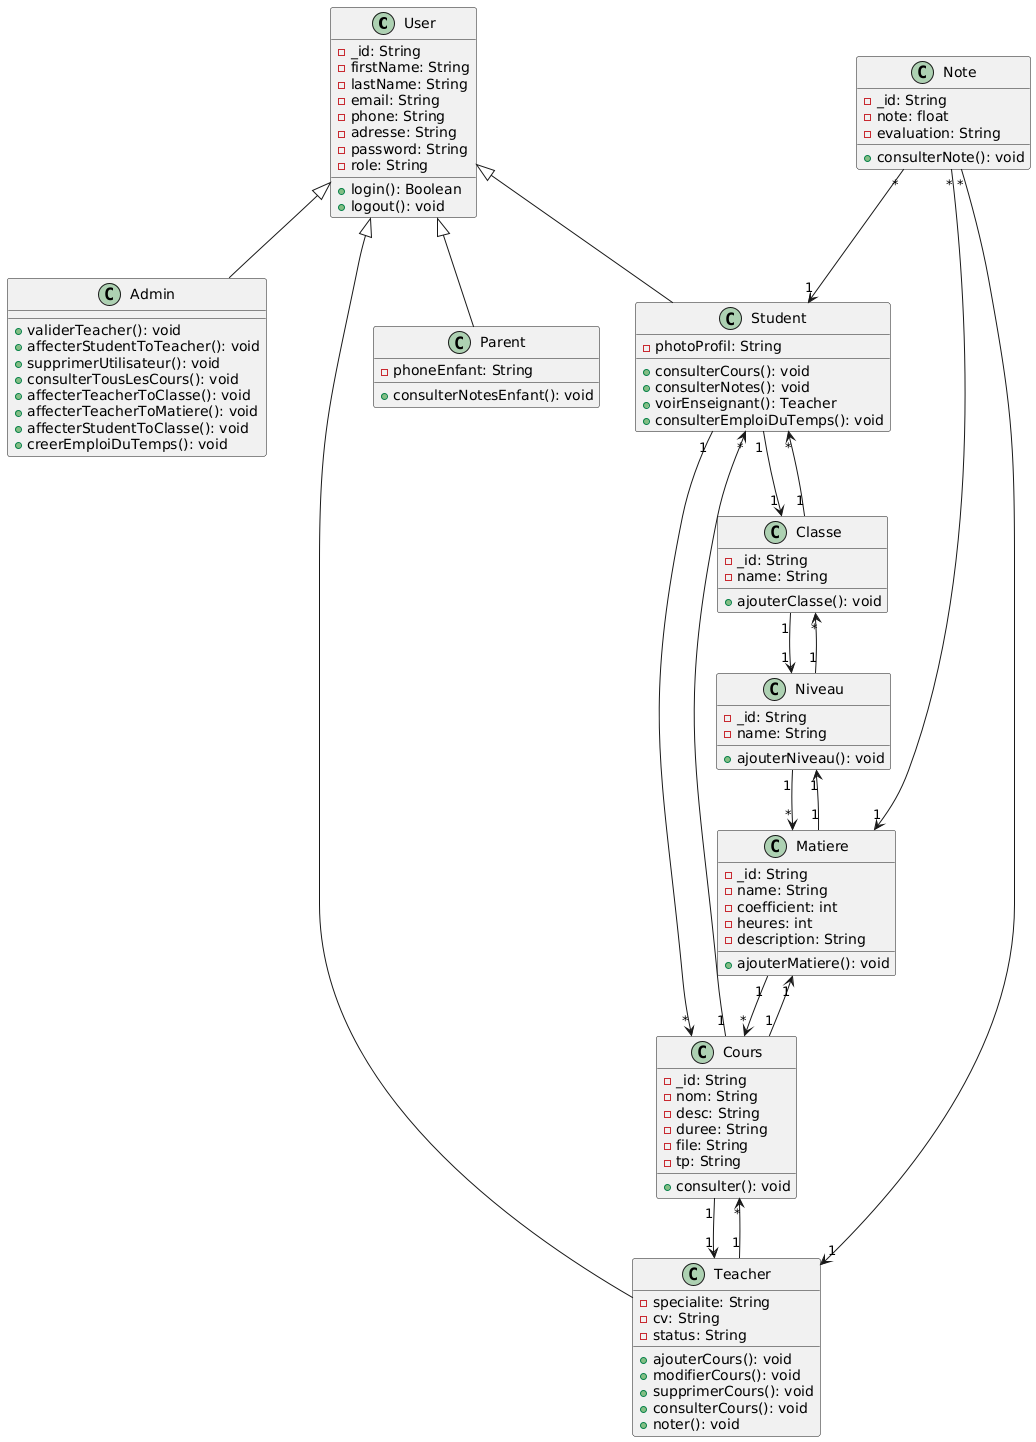 C User
_id: String
firstName: String
lastName: String
email: String
phone: String
adresse: String
password: String
role: String
login(): Boolean
logout(): void
C Note
_id: String
note: float
evaluation: String
consulterNote(): void
* * *
C Admin
validerTeacher(): void
affecterStudentToTeacher(): void
supprimerUtilisateur(): void
consulterTousLesCours(): void
affecterTeacherToClasse(): void
affecterTeacherToMatiere(): void
affecterStudentToClasse(): void
creerEmploiDuTemps(): void
C Parent
phoneEnfant: String
consulterNotesEnfant(): void
1
C Student
photoProfil: String
consulterCours(): void
consulterNotes(): void
voirEnseignant(): Teacher
consulterEmploiDuTemps(): void
1 * 1 *
1 1
C Classe
_id: String
name: String
ajouterClasse(): void
1 *
1 1
C Niveau
_id: String
name: String
ajouterNiveau(): void
1 1
* 1 1
C Matiere
_id: String
name: String
coefficient: int
heures: int
description: String
ajouterMatiere(): void
1 1
* 1 * 1
C Cours
_id: String
nom: String
desc: String
duree: String
file: String
tp: String
consulter(): void
1 *
1 1 1
C Teacher
specialite: String
cv: String
status: String
ajouterCours(): void
modifierCours(): void
supprimerCours(): void
consulterCours(): void
noter(): void